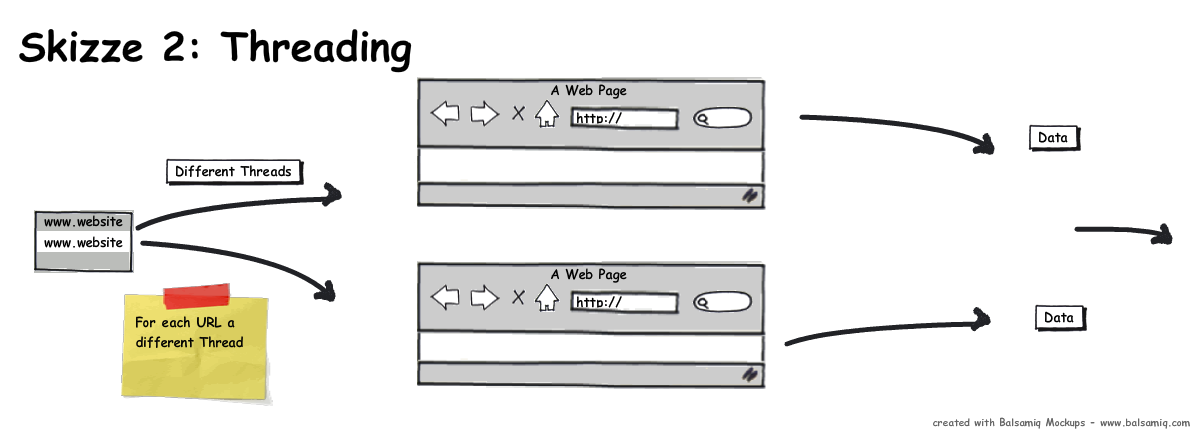 Skizze 2: Threading
A Web Page
http://
Data
Different Threads
www.website
www.website
A Web Page
http://
Data
For each URL a
different Thread
created with Balsamiq Mockups - www.balsamiq.com